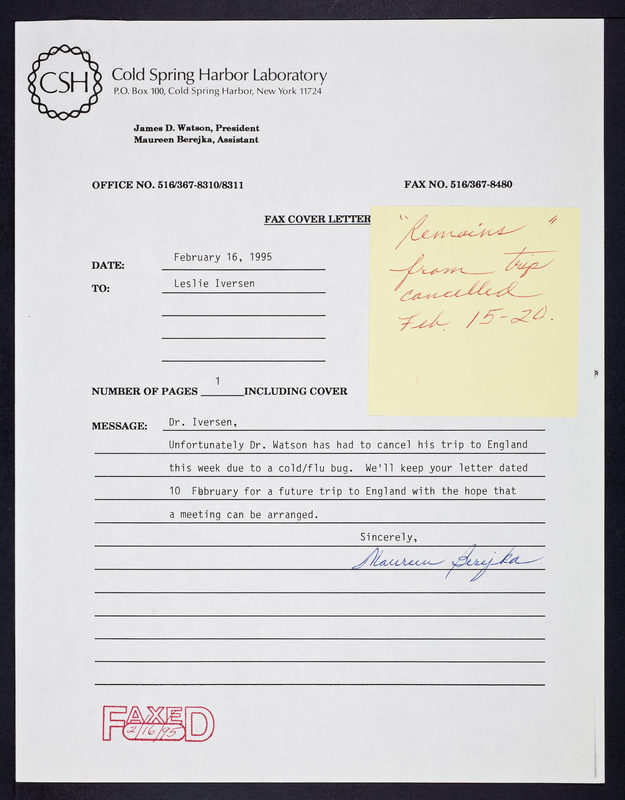 CSH
Cold Spring Harbor Laboratory
P.O. Box 100, Cold Spring Harbor, New York 11724
James D. Watson, President
Maureen Berejka, Assistant
OFFICE NO. 516/367-8310/8311 FAX NO. 516/367-8480
FAX COVER LETTER
"Remains"
from trip
cancelled
Feb. 15-20.
DATE: February 16, 1995
TO: Leslie Iversen
NUMBER OF PAGES 1 INCLUDING COVER
MESSAGE: Dr. Iversen,
Unfortunately Dr. Watson has had to cancel his trip to England
this week due to a cold/flu bug. We'll keep your letter dated
10 February for a future trip to England with the hope that
a meeting can be arranged.
Sincerely,
Maureen Berejka
FAXED
2/16/95